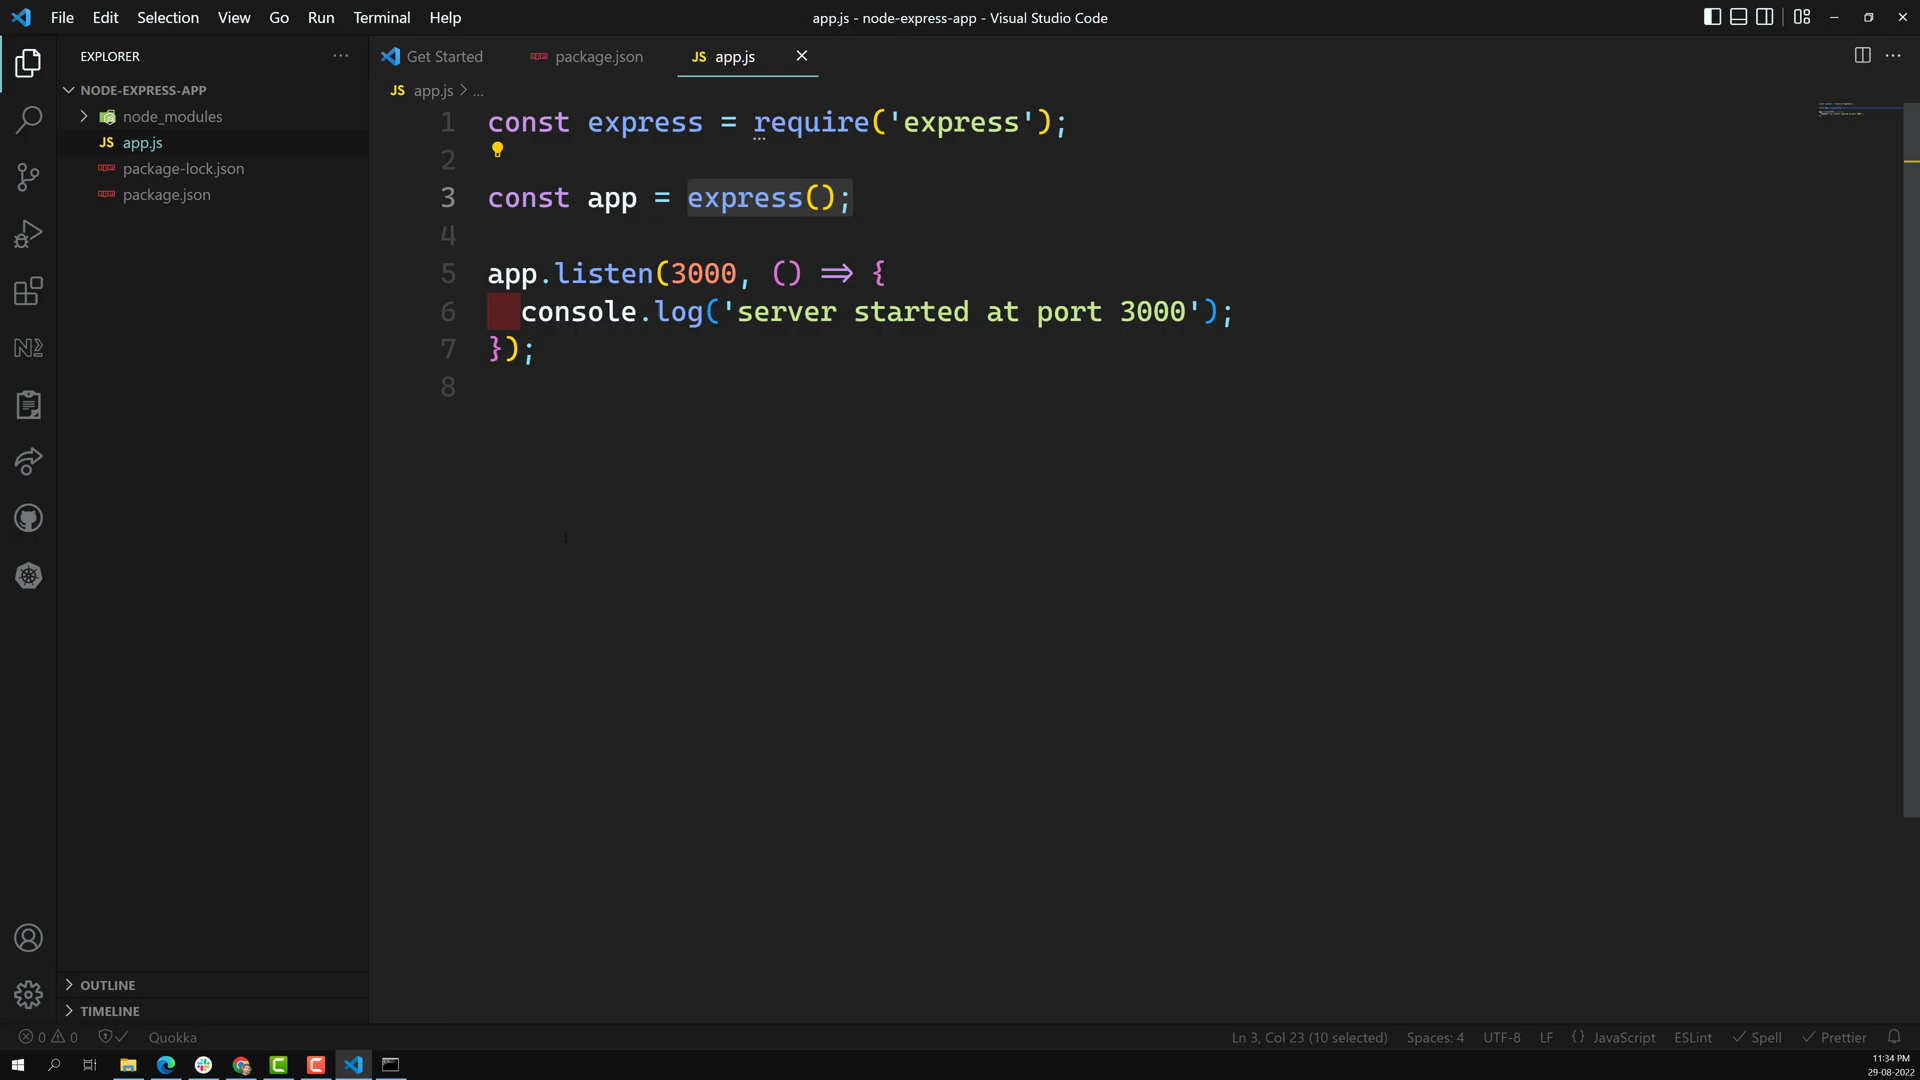 File Edit Selection View Go Run Terminal Help
app.js - node-express-app - Visual Studio Code
EXPLORER
NODE-EXPRESS-APP
node_modules
JS app.js
package-lock.json
package.json
OUTLINE
TIMELINE
Get Started
package.json
JS app.js
JS app.js > ...
1 const express = require('express');
2
3 const app = express();
4
5 app.listen(3000, () => {
6 console.log('server started at port 3000');
7 });
8
0 0 Quokka
Ln 3, Col 23 (10 selected) Spaces: 4 UTF-8 LF {} JavaScript ESLint Spell Prettier
11:34 PM
29-08-2022